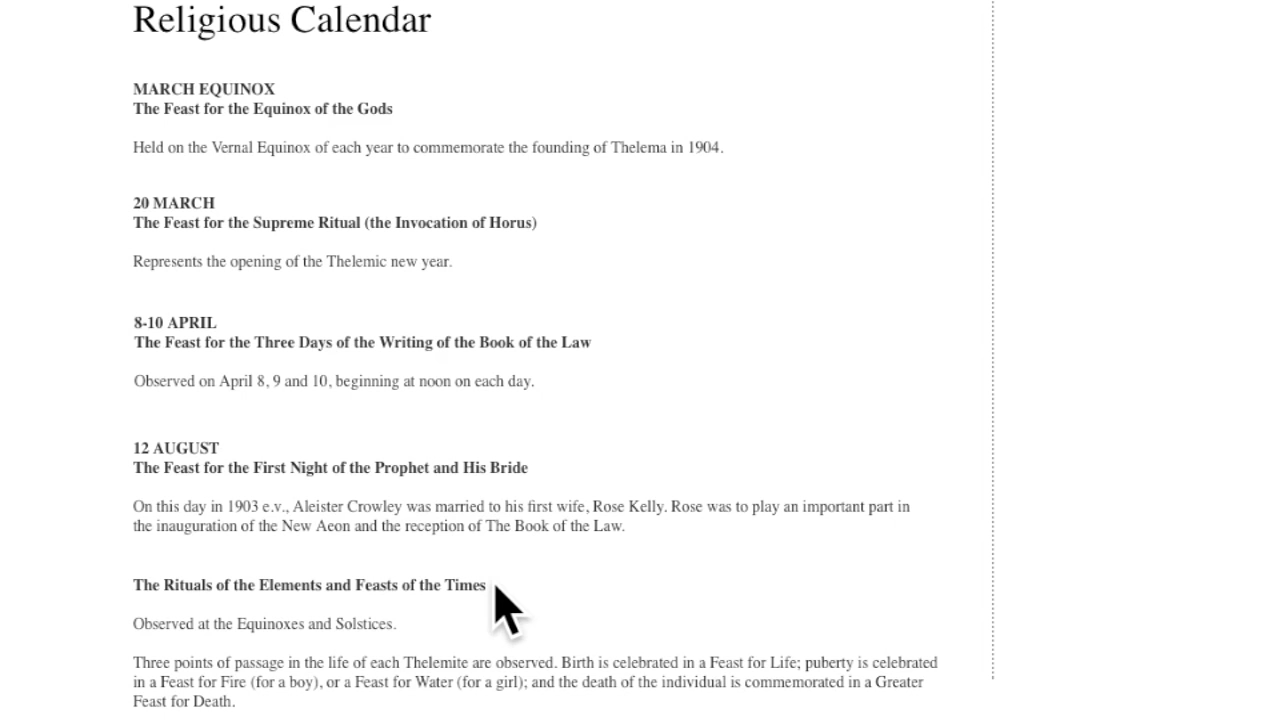 Religious Calendar
MARCH EQUINOX
The Feast for the Equinox of the Gods
Held on the Vernal Equinox of each year to commemorate the founding of Thelema in 1904.
20 MARCH
The Feast for the Supreme Ritual (the Invocation of Horus)
Represents the opening of the Thelemic new year.
8-10 APRIL
The Feast for the Three Days of the Writing of the Book of the Law
Observed on April 8, 9 and 10, beginning at noon on each day.
12 AUGUST
The Feast for the First Night of the Prophet and His Bride
On this day in 1903 e.v., Aleister Crowley was married to his first wife, Rose Kelly. Rose was to play an important part in
the inauguration of the New Aeon and the reception of The Book of the Law.
The Rituals of the Elements and Feasts of the Times
Observed at the Equinoxes and Solstices.
Three points of passage in the life of each Thelemite are observed. Birth is celebrated in a Feast for Life; puberty is celebrated
in a Feast for Fire (for a boy), or a Feast for Water (for a girl); and the death of the individual is commemorated in a Greater
Feast for Death.